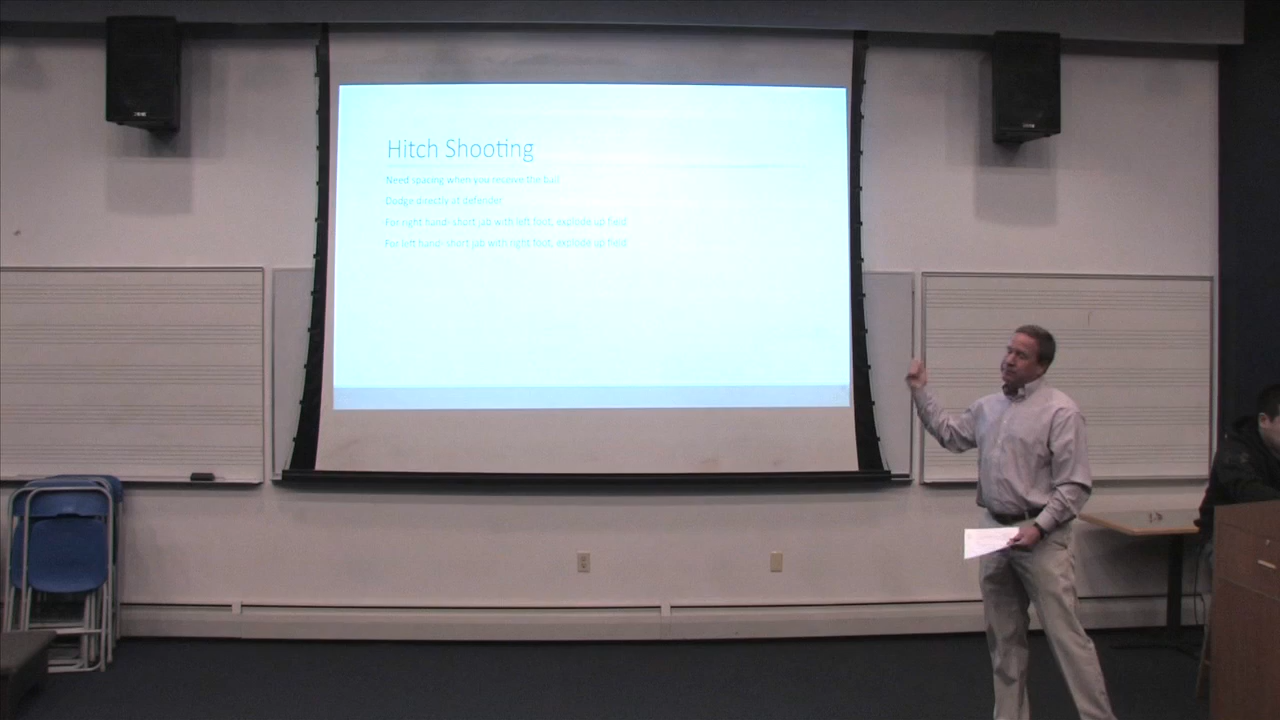 Hitch Shooting
Need spacing when you receive the ball
Dodge directly at defender
For right hand- short jab with left foot, explode up field
For left hand- short jab with right foot, explode up field